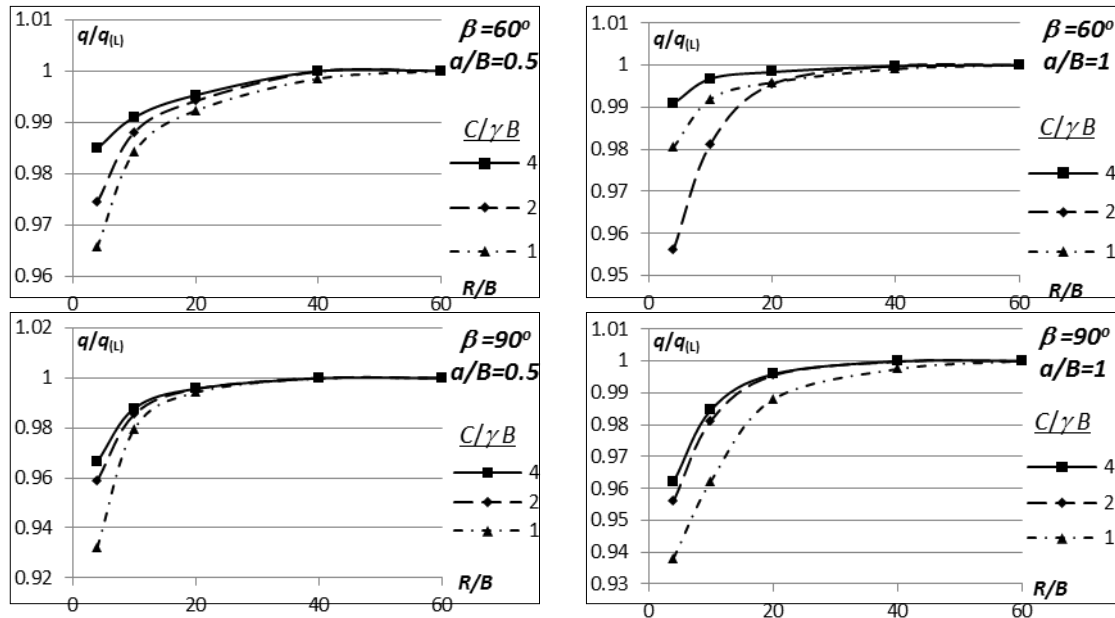 1.01
1
0.99
0.98
0.97
0.96
0 20 40 60
q/q(L)
β=60º
a/B=0.5
C/γ B
4
2
1
R/B
1.01
1
0.99
0.98
0.97
0.96
0.95
0 20 40 60
q/q(L)
β=60º
a/B=1
C/γ B
4
2
1
R/B
1.02
1
0.98
0.96
0.94
0.92
0 20 40 60
q/q(L)
β=90º
a/B=0.5
C/γ B
4
2
1
R/B
1.01
1
0.99
0.98
0.97
0.96
0.95
0.94
0.93
0 20 40 60
q/q(L)
β=90º
a/B=1
C/γ B
4
2
1
R/B